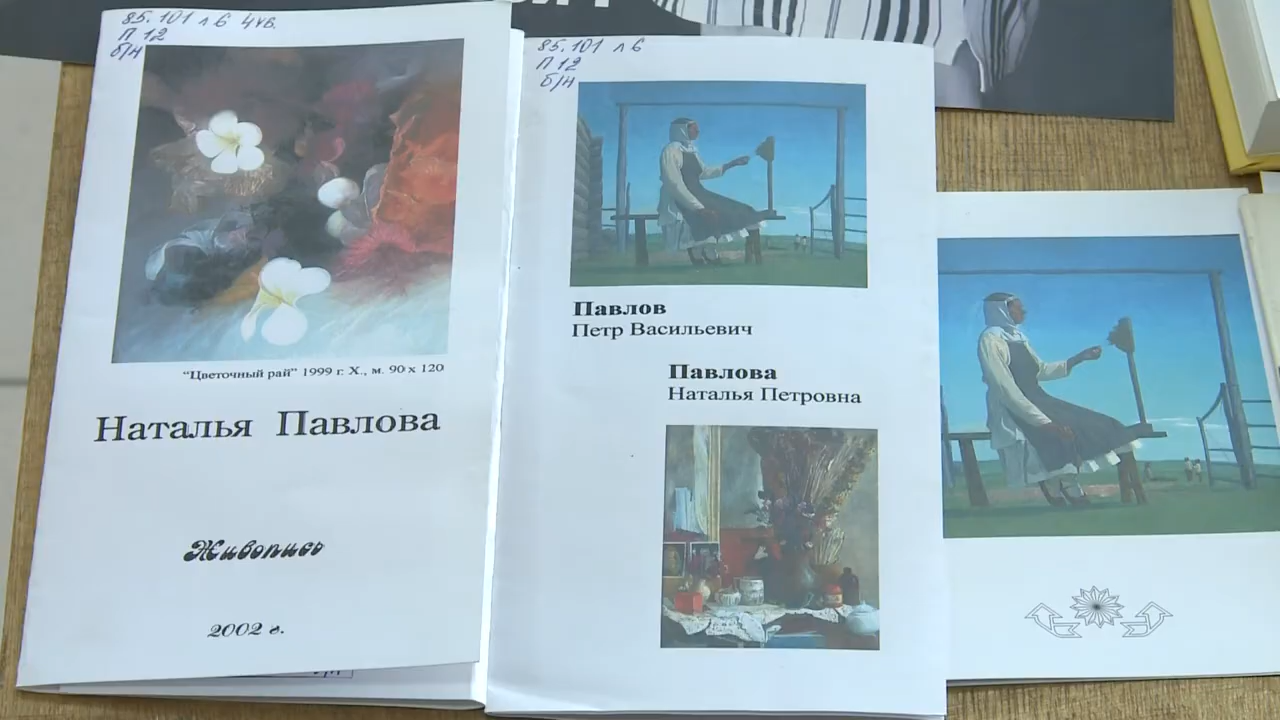 85.101 л 6 4 кв.
П 12
б/н
"Цветочный рай" 1999 г. Х., м. 90 х 120
Наталья Павлова
Живопись
2002 г.
85.101 л 6
П 12
б/н
Павлов
Петр Васильевич
Павлова
Наталья Петровна